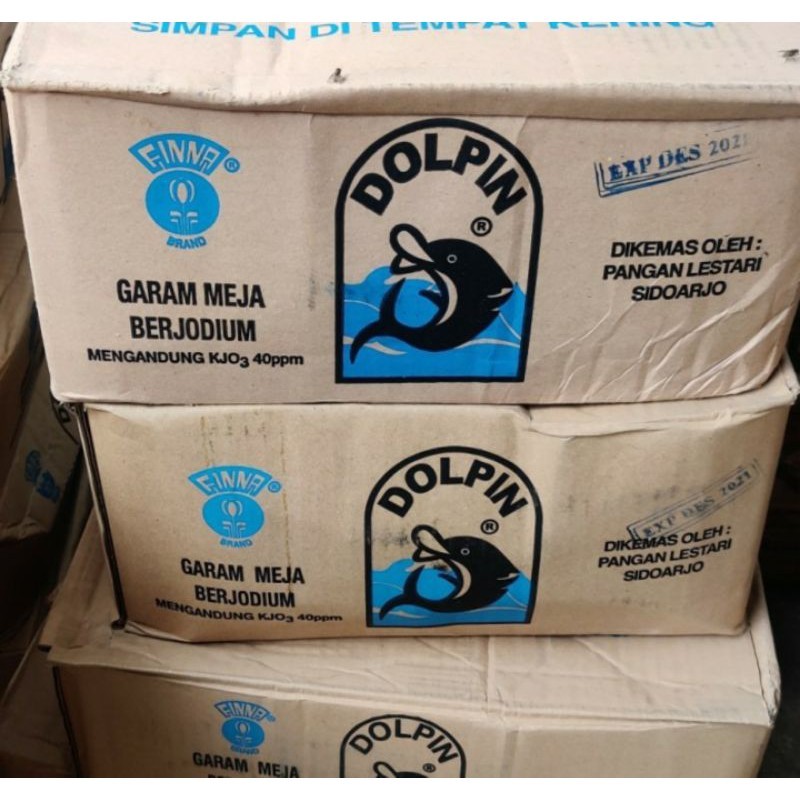 SIMPAN DI TEMPAT KERING
FINNA ®
BRAND
GARAM MEJA
BERJODIUM
MENGANDUNG KJO3 40ppm
DOLPIN
®
EXP DES 2021
DIKEMAS OLEH :
PANGAN LESTARI
SIDOARJO
FINNA ®
BRAND
GARAM MEJA
BERJODIUM
MENGANDUNG KJO3 40ppm
DOLPIN
®
EXP DES 2021
DIKEMAS OLEH :
PANGAN LESTARI
SIDOARJO
FINNA ®
BRAND
GARAM MEJA
DOLPIN
®